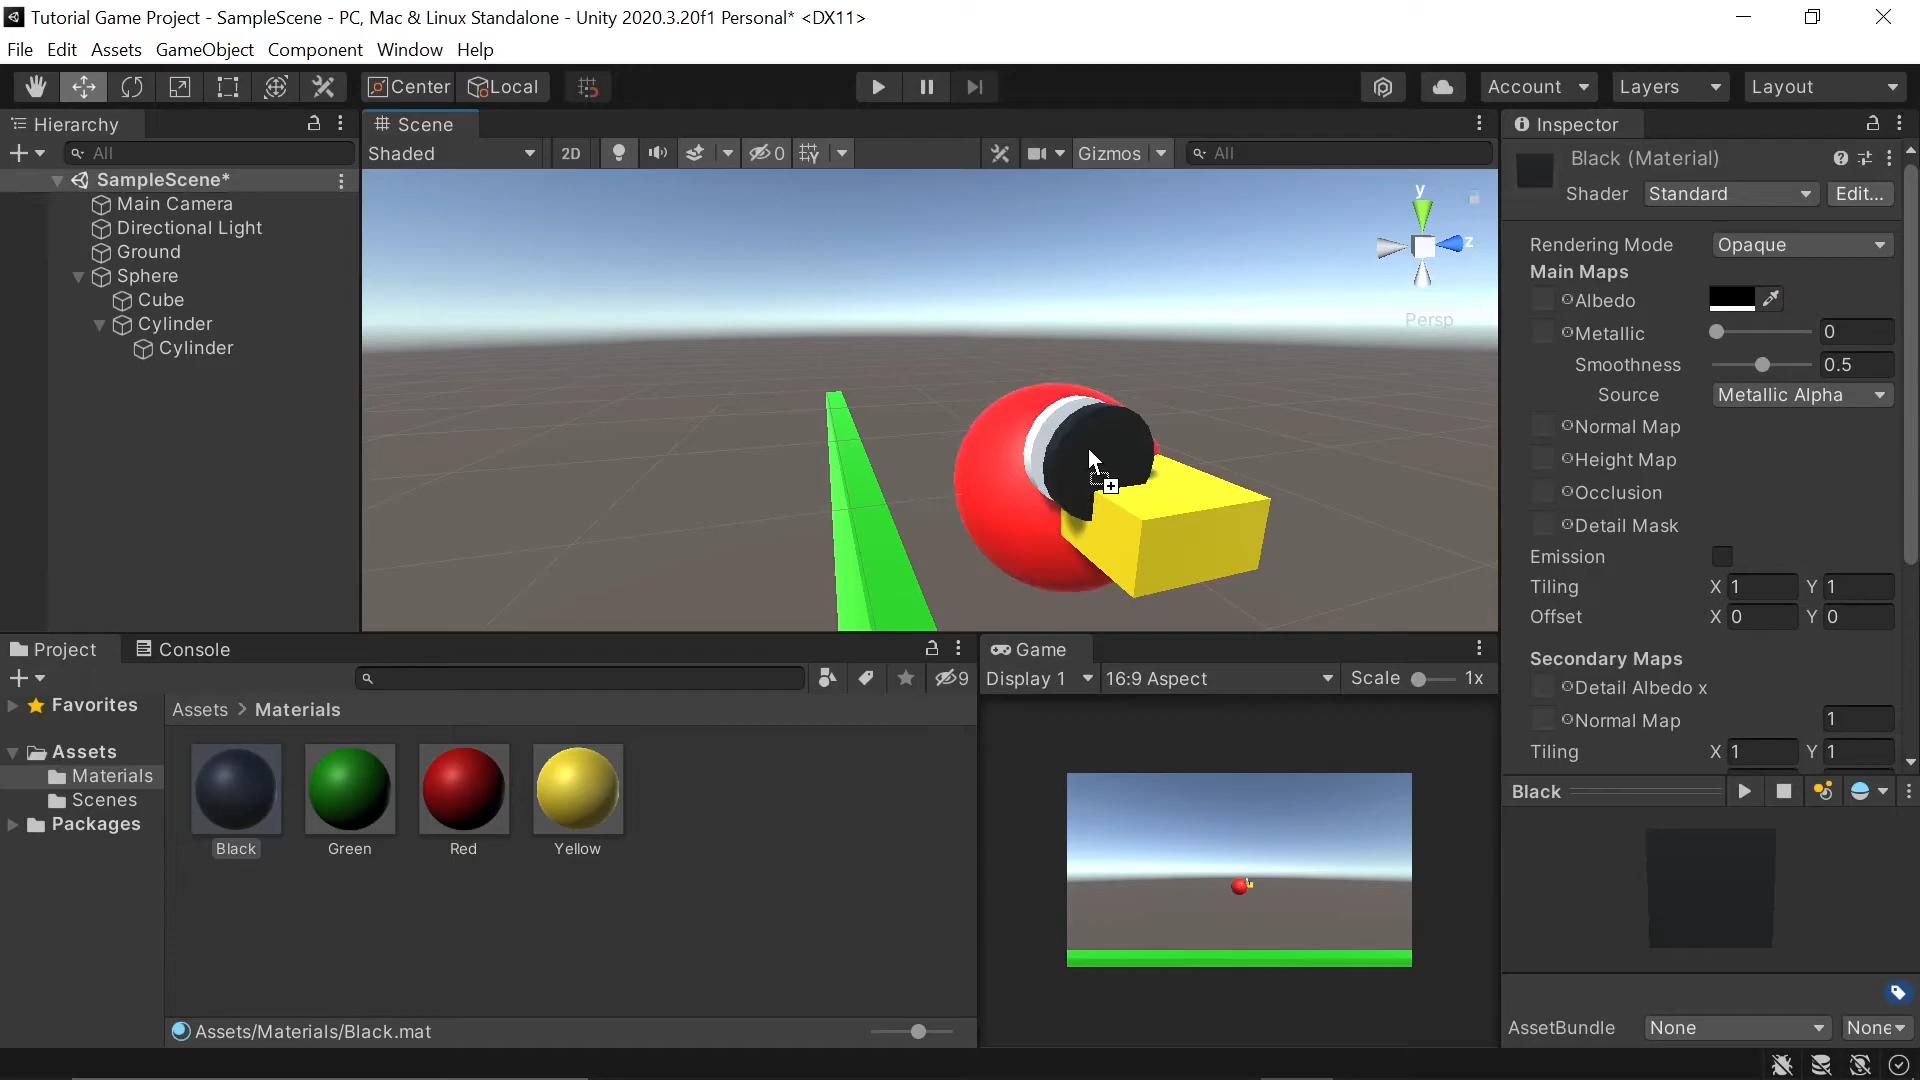 Tutorial Game Project - SampleScene - PC, Mac & Linux Standalone - Unity 2020.3.20f1 Personal* <DX11>
File Edit Assets GameObject Component Window Help
Center Local Account Layers Layout
Hierarchy
All
SampleScene*
Main Camera
Directional Light
Ground
Sphere
Cube
Cylinder
Cylinder
Scene
Shaded 2D 0 Gizmos All
y
z
Persp
Inspector
Black (Material)
Shader Standard Edit...
Rendering Mode Opaque
Main Maps
Albedo
Metallic 0
Smoothness 0.5
Source Metallic Alpha
Normal Map
Height Map
Occlusion
Detail Mask
Emission
Tiling X 1 Y 1
Offset X 0 Y 0
Secondary Maps
Detail Albedo x
Normal Map 1
Tiling X 1 Y 1
Project Console
9
Favorites
Assets
Materials
Scenes
Packages
Assets > Materials
Black Green Red Yellow
Assets/Materials/Black.mat
Game
Display 1 16:9 Aspect Scale 1x
Black
AssetBundle None None